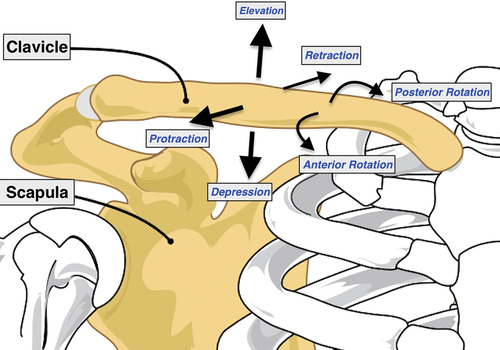 Elevation
Clavicle
Retraction
Posterior Rotation
Protraction
Anterior Rotation
Scapula
Depression